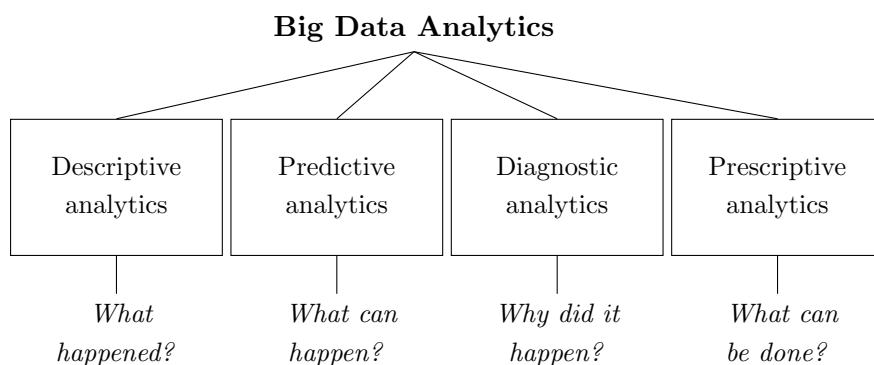 Big Data Analytics
Descriptive
analytics
Predictive
analytics
Diagnostic
analytics
Prescriptive
analytics
What
happened?
What can
happen?
Why did it
happen?
What can
be done?